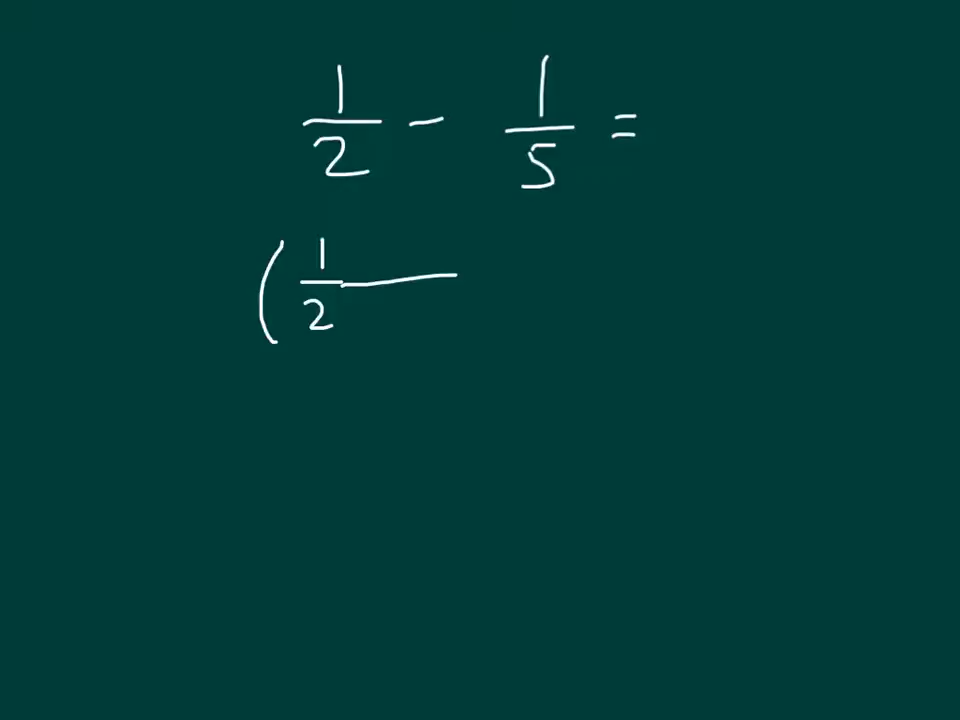 1/2 - 1/5 =
(1/2 —